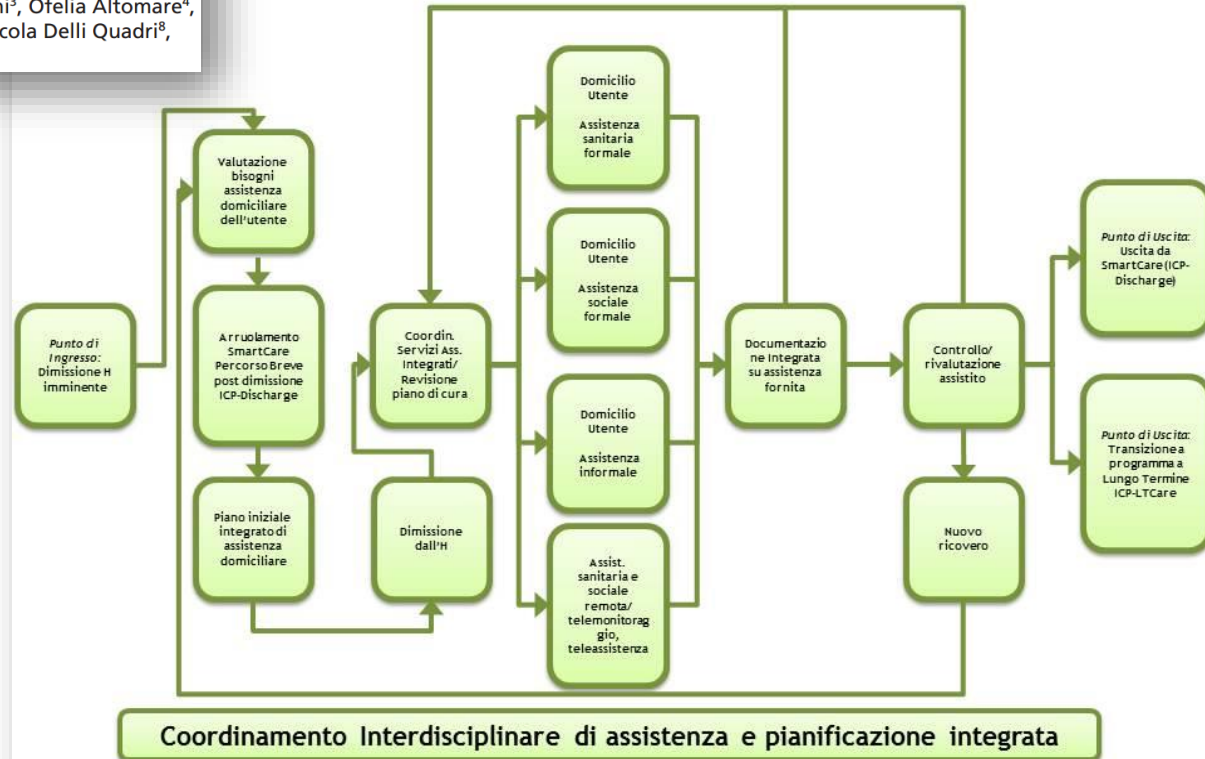 ni³, Ofelia Altomare⁴,
cola Delli Quadri⁸,
Punto di
Ingresso:
Dimissione H
imminente
Valutazione
bisogni
assistenza
domiciliare
dell'utente
Arruolamento
SmartCare
Percorso Breve
post dimissione
ICP-Discharge
Piano iniziale
integrato di
assistenza
domiciliare
Dimissione
dall'H
Coordin.
Servizi Ass.
Integrati/
Revisione
piano di cura
Domicilio
Utente
Assistenza
sanitaria
formale
Domicilio
Utente
Assistenza
sociale
formale
Domicilio
Utente
Assistenza
informale
Assist.
sanitaria e
sociale
remota/
telemonitorag
gio,
teleassistenza
Documentazio
ne Integrata
su assistenza
fornita
Controllo/
rivalutazione
assistito
Nuovo
ricovero
Punto di Uscita:
Uscita da
SmartCare (ICP-
Discharge)
Punto di Uscita:
Transizione a
programma a
Lungo Termine
ICP-LTCare
Coordinamento Interdisciplinare di assistenza e pianificazione integrata